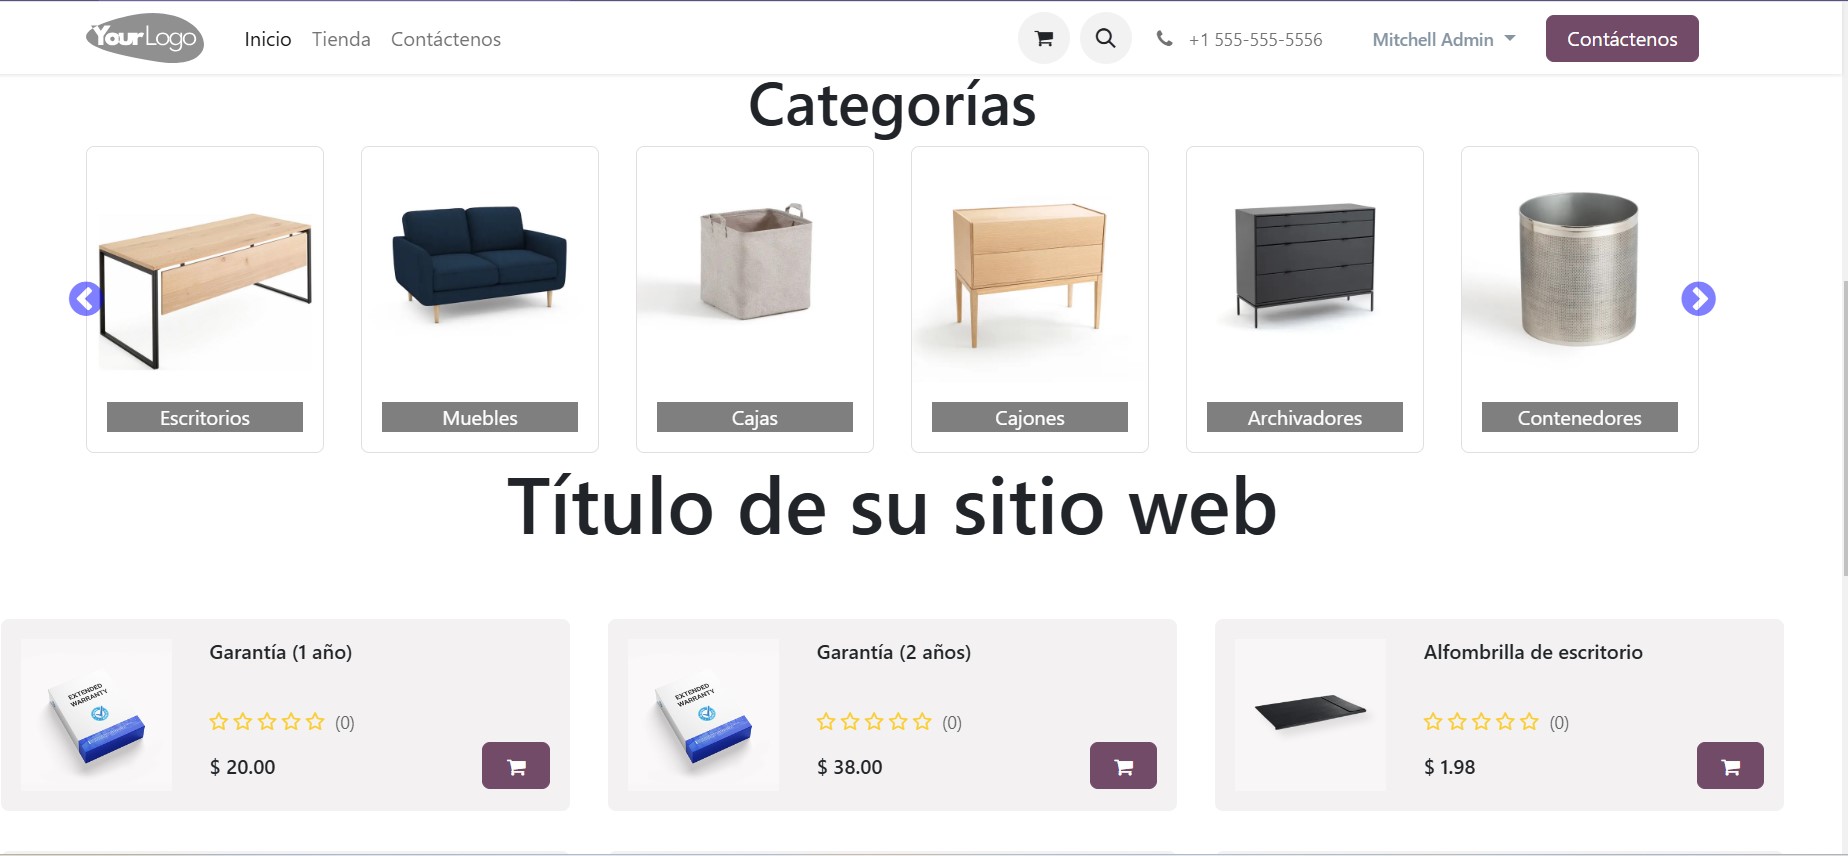 YourLogo
Inicio Tienda Contáctenos +1 555-555-5556 Mitchell Admin Contáctenos
Categorías
Escritorios Muebles Cajas Cajones Archivadores Contenedores
Título de su sitio web
Garantía (1 año) Garantía (2 años) Alfombrilla de escritorio
EXTENDED WARRANTY EXTENDED WARRANTY
(0) (0) (0)
$ 20.00 $ 38.00 $ 1.98